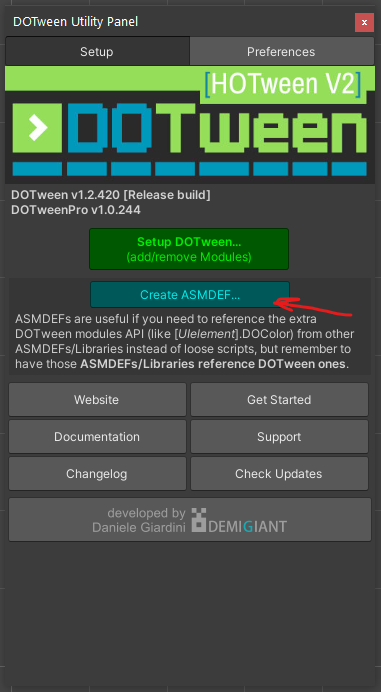 DOTween Utility Panel
x
Setup
Preferences
[HOTween V2]
DOTween
DOTween v1.2.420 [Release build]
DOTweenPro v1.0.244
Setup DOTween...
(add/remove Modules)
Create ASMDEF...
ASMDEFs are useful if you need to reference the extra
DOTween modules API (like [UIelement].DOColor) from other
ASMDEFs/Libraries instead of loose scripts, but remember to
have those ASMDEFs/Libraries reference DOTween ones.
Website
Get Started
Documentation
Support
Changelog
Check Updates
developed by
Daniele Giardini
DEMIGIANT